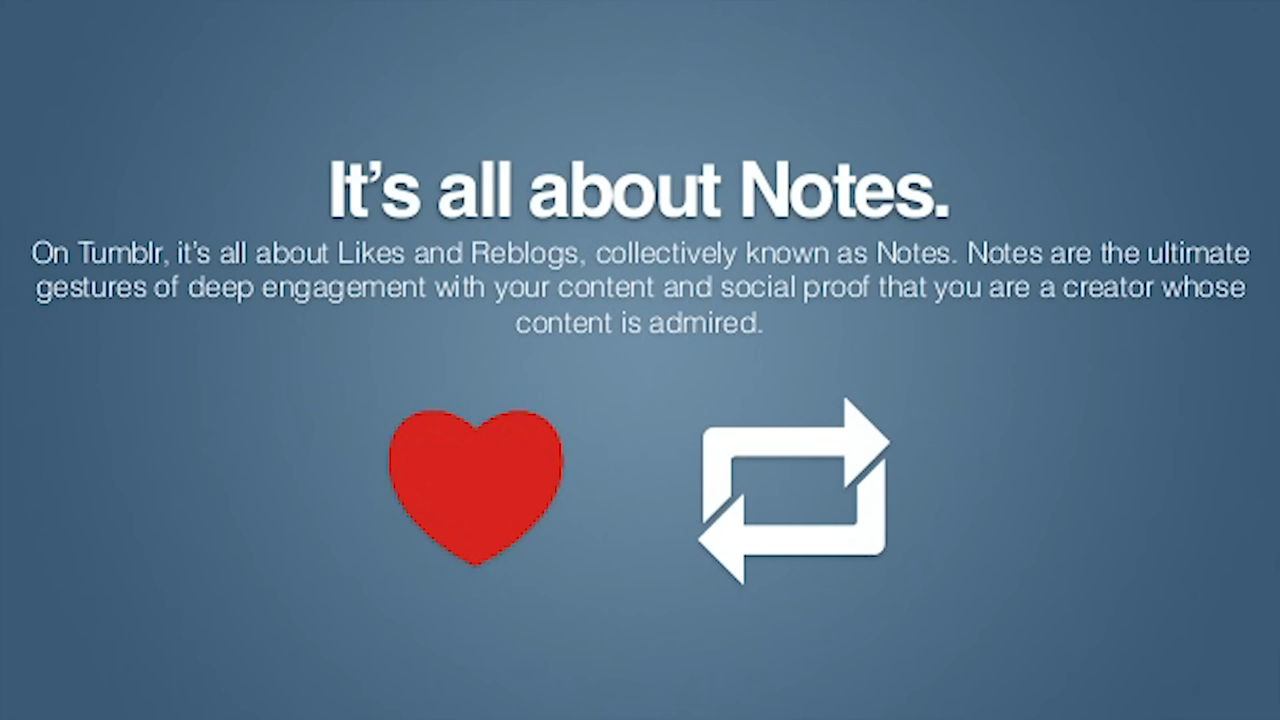 It’s all about Notes.
On Tumblr, it’s all about Likes and Reblogs, collectively known as Notes. Notes are the ultimate
gestures of deep engagement with your content and social proof that you are a creator whose
content is admired.